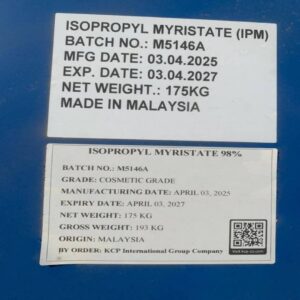 ISOPROPYL MYRISTATE (IPM)
BATCH NO.: M5146A
MFG DATE: 03.04.2025
EXP. DATE: 03.04.2027
NET WEIGHT.: 175KG
MADE IN MALAYSIA
ISOPROPYL MYRISTATE 98%
BATCH NO.: M5146A
GRADE: COSMETIC GRADE
MANUFACTURING DATE: APRIL 03, 2025
EXPIRY DATE: APRIL 03, 2027
NET WEIGHT: 175 KG
GROSS WEIGHT: 193 KG
ORIGIN: MALAYSIA
BY ORDER: KCP International Group Company